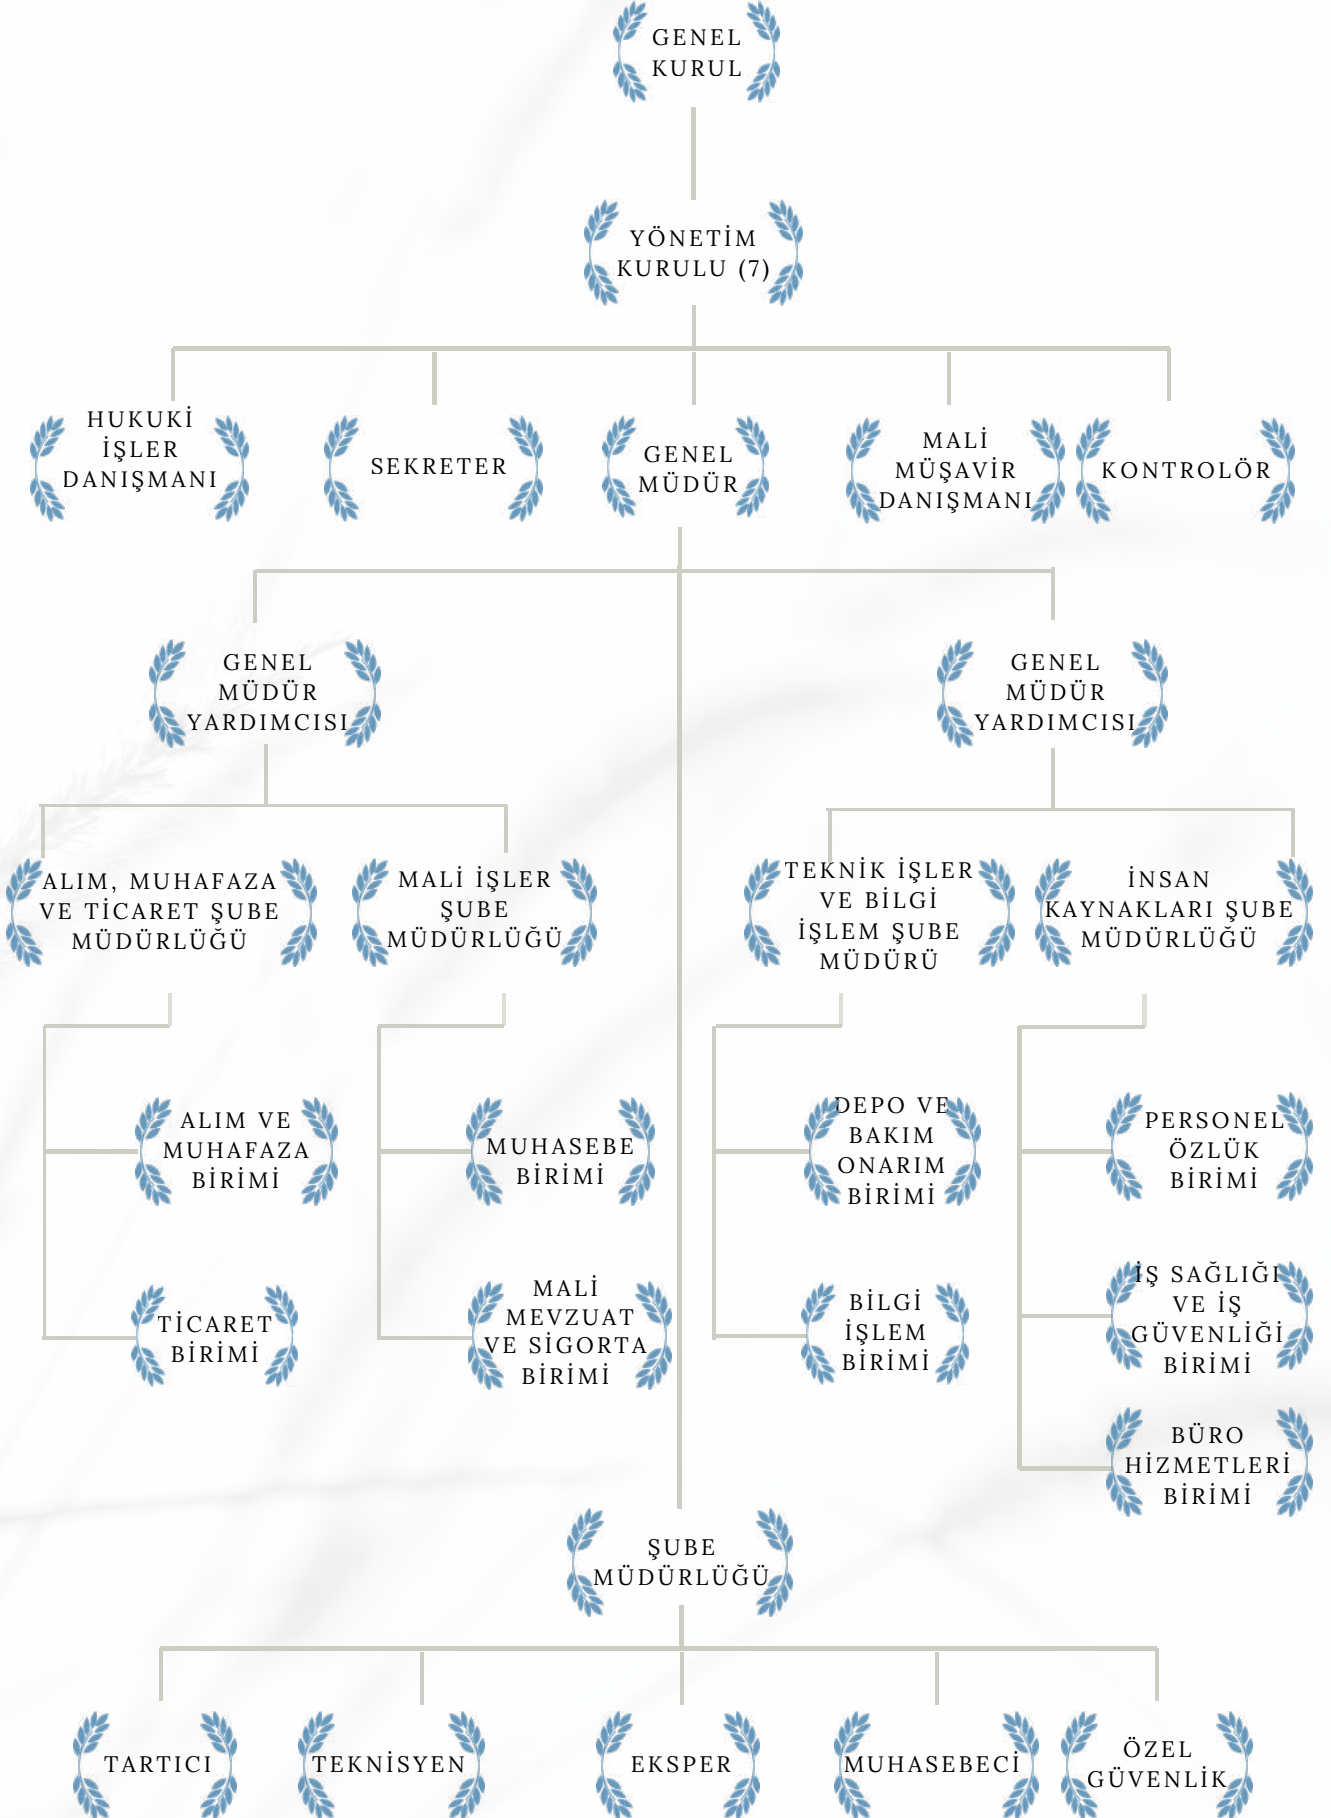 GENEL
KURUL
YÖNETİM
KURULU (7)
HUKUKİ
İŞLER
DANIŞMANI
SEKRETER
GENEL
MÜDÜR
MALİ
MÜŞAVİR
DANIŞMANI
KONTROLÖR
GENEL
MÜDÜR
YARDIMCISI
GENEL
MÜDÜR
YARDIMCISI
ALIM, MUHAFAZA
VE TİCARET ŞUBE
MÜDÜRLÜĞÜ
MALİ İŞLER
ŞUBE
MÜDÜRLÜĞÜ
TEKNİK İŞLER
VE BİLGİ
İŞLEM ŞUBE
MÜDÜRÜ
İNSAN
KAYNAKLARI ŞUBE
MÜDÜRLÜĞÜ
ALIM VE
MUHAFAZA
BİRİMİ
MUHASEBE
BİRİMİ
DEPO VE
BAKIM
ONARIM
BİRİMİ
PERSONEL
ÖZLÜK
BİRİMİ
TİCARET
BİRİMİ
MALİ
MEVZUAT
VE SİGORTA
BİRİMİ
BİLGİ
İŞLEM
BİRİMİ
İŞ SAĞLIĞI
VE İŞ
GÜVENLİĞİ
BİRİMİ
BÜRO
HİZMETLERİ
BİRİMİ
ŞUBE
MÜDÜRLÜĞÜ
TARTICI
TEKNİSYEN
EKSPER
MUHASEBECİ
ÖZEL
GÜVENLİK